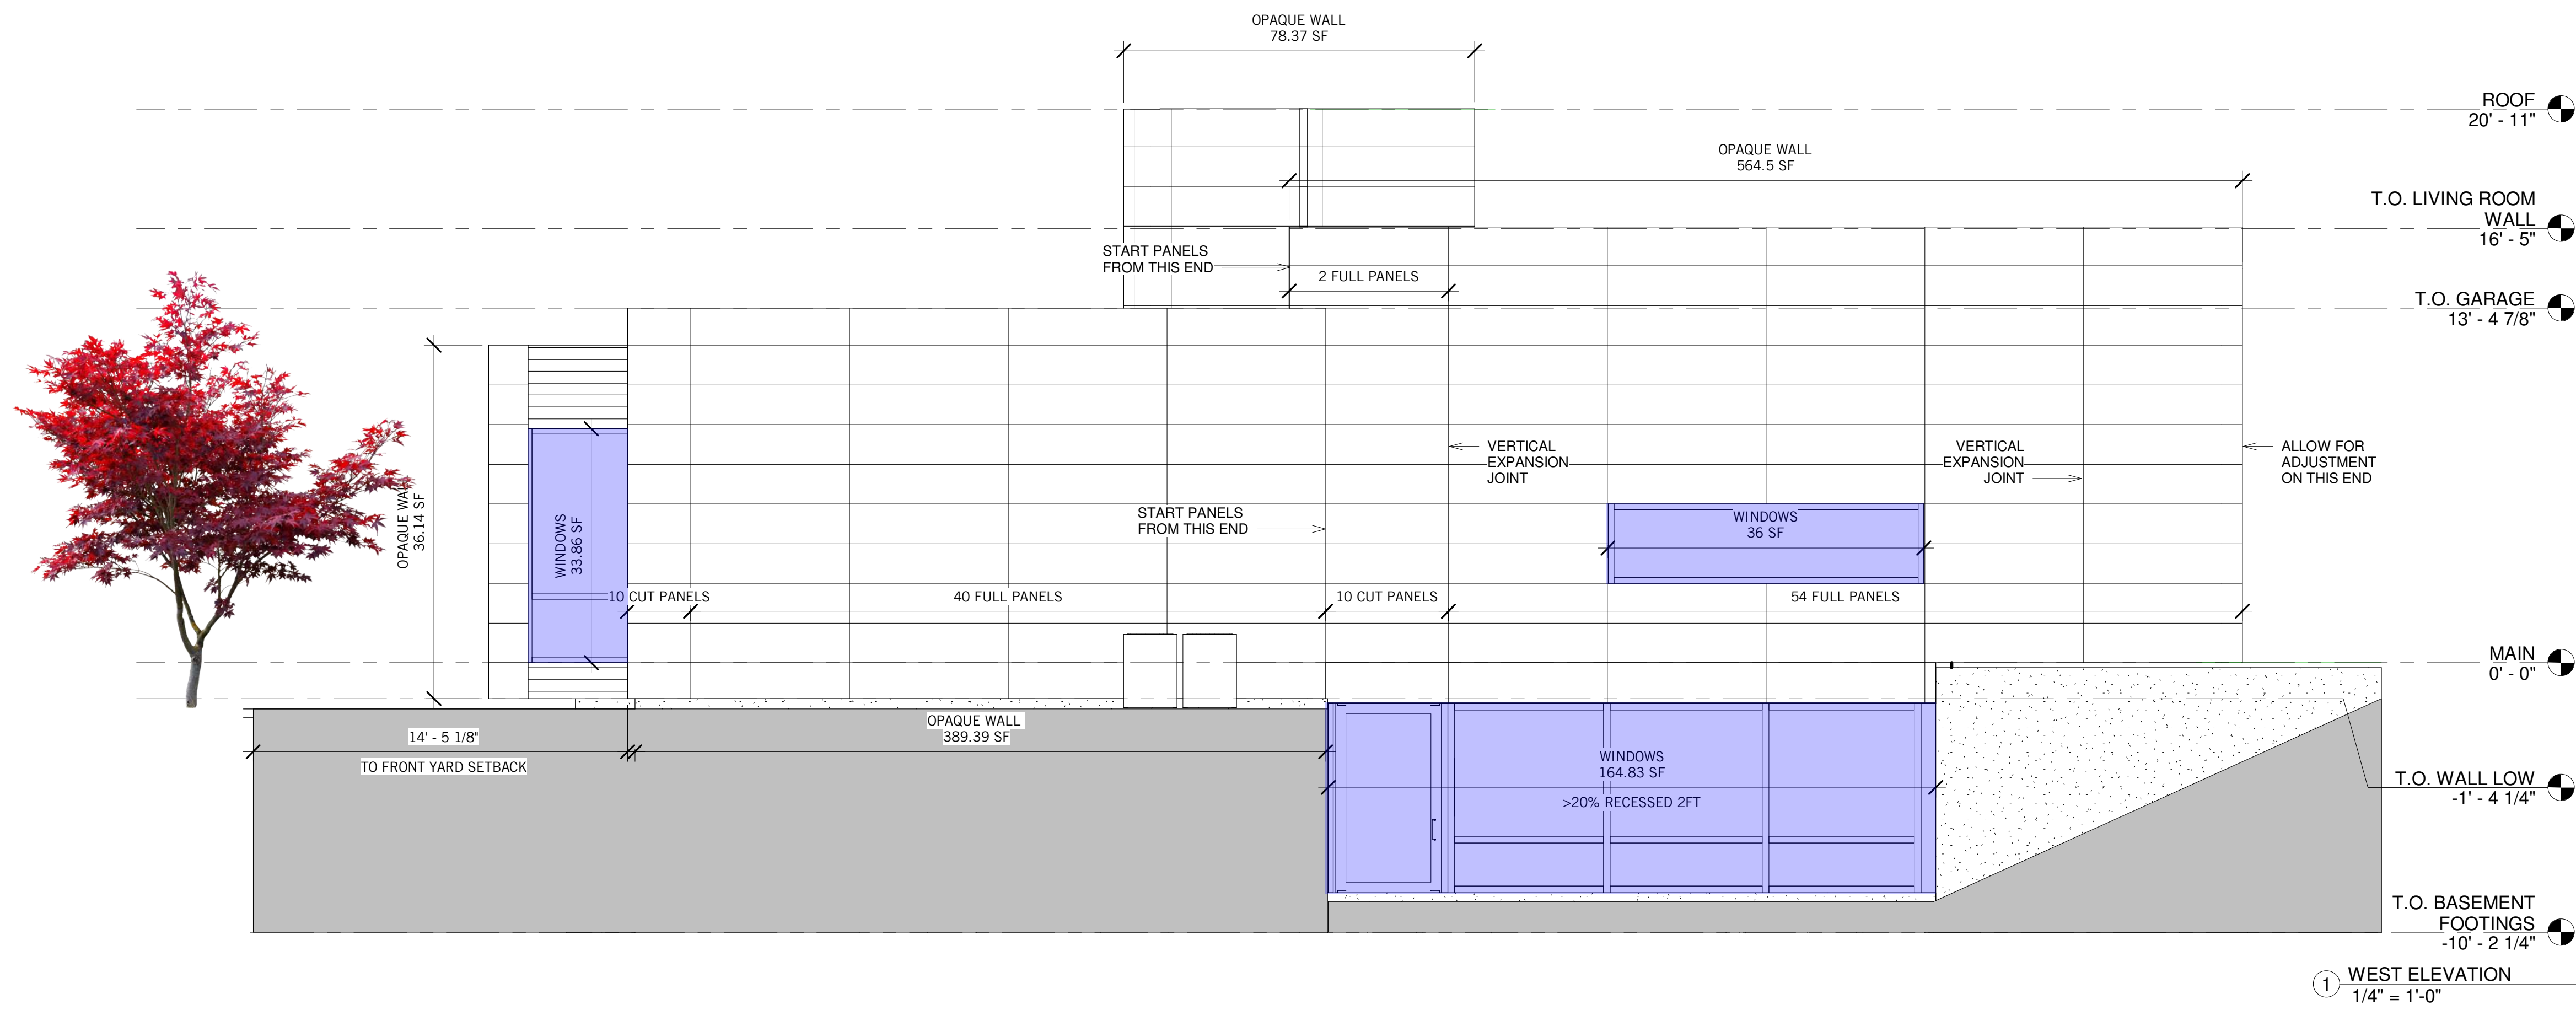 OPAQUE WALL
78.37 SF
ROOF
20' - 11"
OPAQUE WALL
564.5 SF
T.O. LIVING ROOM
WALL
16' - 5"
START PANELS
FROM THIS END
2 FULL PANELS
T.O. GARAGE
13' - 4 7/8"
OPAQUE WALL
36.14 SF
WINDOWS
33.86 SF
VERTICAL
EXPANSION
JOINT
VERTICAL
EXPANSION
JOINT
ALLOW FOR
ADJUSTMENT
ON THIS END
START PANELS
FROM THIS END
WINDOWS
36 SF
10 CUT PANELS
40 FULL PANELS
10 CUT PANELS
54 FULL PANELS
MAIN
0' - 0"
14' - 5 1/8"
TO FRONT YARD SETBACK
OPAQUE WALL
389.39 SF
WINDOWS
164.83 SF
>20% RECESSED 2FT
T.O. WALL LOW
-1' - 4 1/4"
T.O. BASEMENT
FOOTINGS
-10' - 2 1/4"
1
WEST ELEVATION
1/4" = 1'-0"